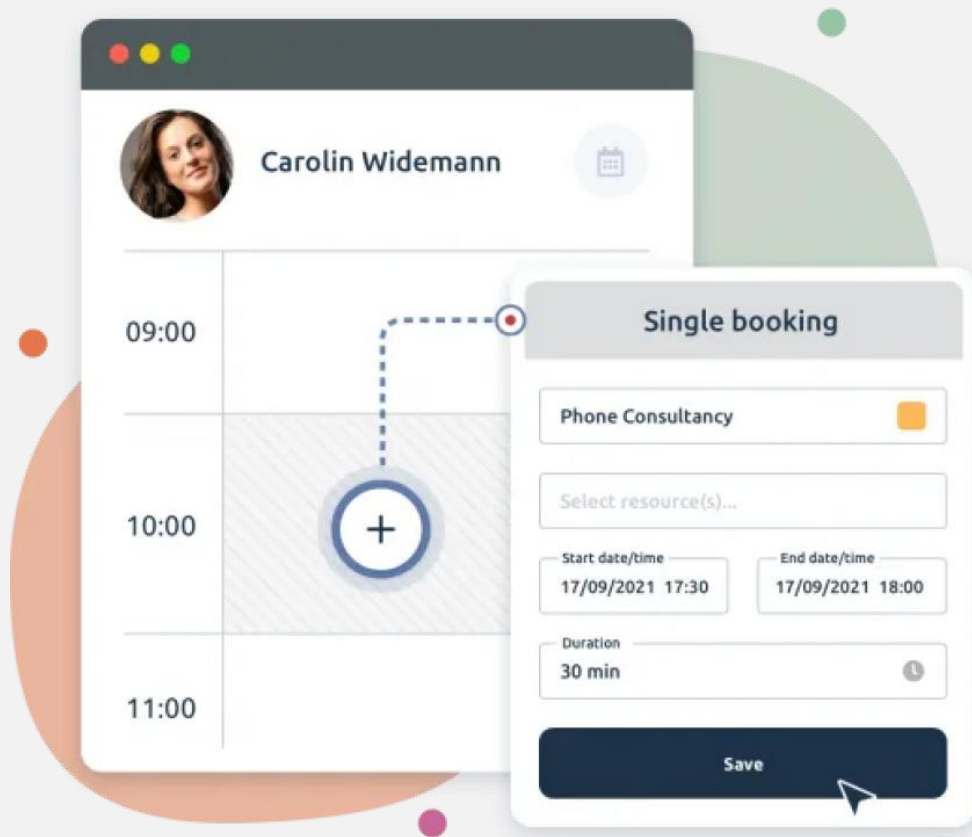 Carolin Widemann
09:00
10:00
11:00
Single booking
Phone Consultancy
Select resource(s)...
Start date/time
17/09/2021 17:30
End date/time
17/09/2021 18:00
Duration
30 min
Save